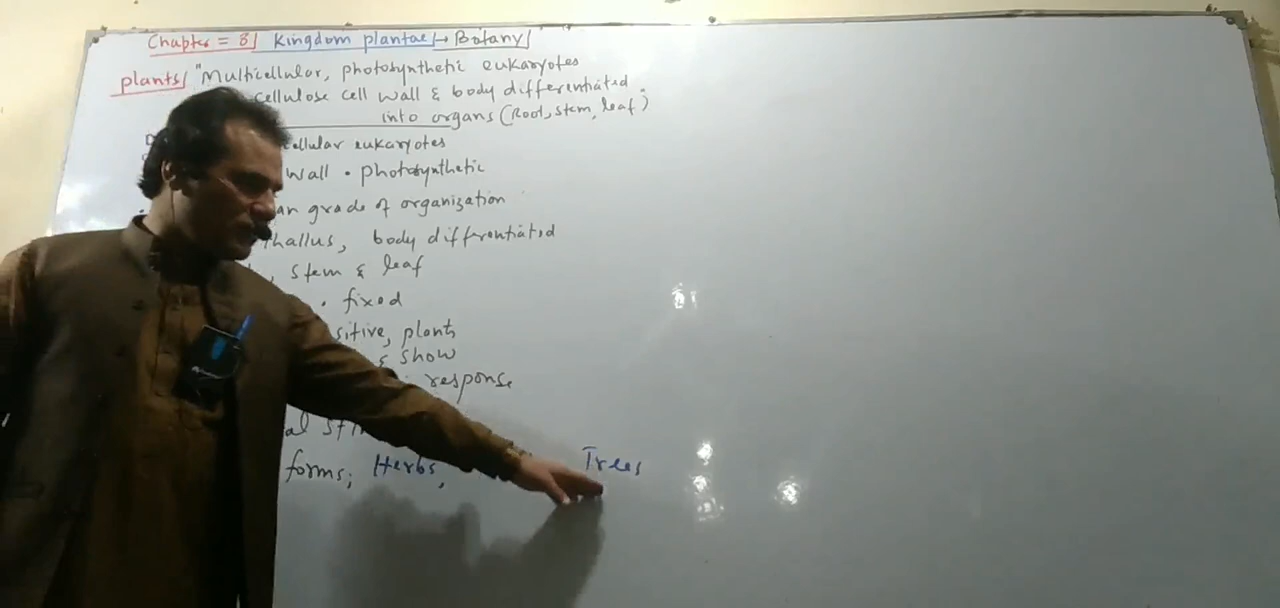 Chapter = 8 Kingdom plantae → Botany
plants "Multicellular, photosynthetic eukaryotes
cellulose cell wall & body differentiated
into organs (Root, stem, leaf)
cellular eukaryotes
wall • photosynthetic
an grade of organization
thallus, body differentiated
, stem & leaf
• fixed
sitive, plants
& show
response
al
forms; Herbs, Trees